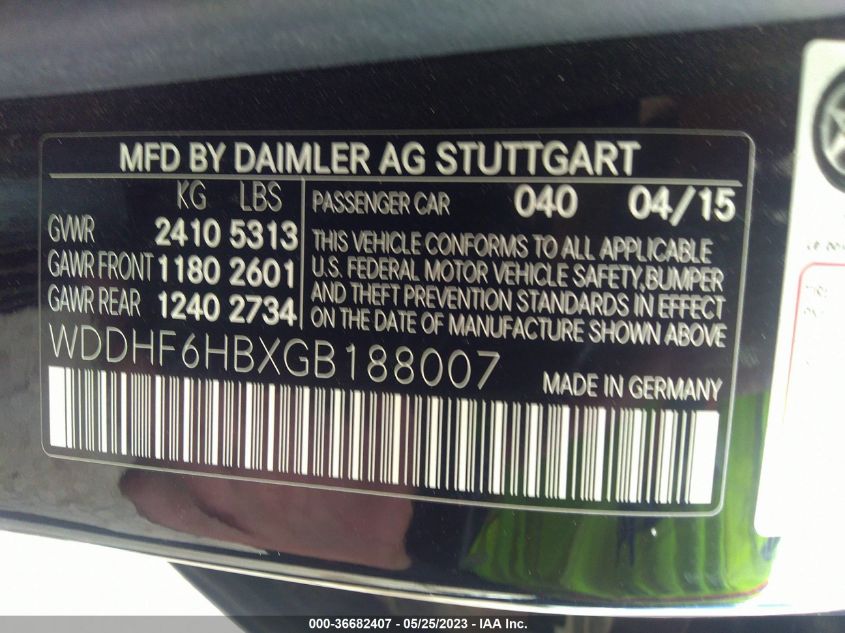 MFD BY DAIMLER AG STUTTGART
KG LBS
GVWR 2410 5313
GAWR FRONT 1180 2601
GAWR REAR 1240 2734
PASSENGER CAR 040 04/15
THIS VEHICLE CONFORMS TO ALL APPLICABLE
U.S. FEDERAL MOTOR VEHICLE SAFETY,BUMPER
AND THEFT PREVENTION STANDARDS IN EFFECT
ON THE DATE OF MANUFACTURE SHOWN ABOVE
WDDHF6HBXGB188007
MADE IN GERMANY
000-36682407 - 05/25/2023 - IAA Inc.